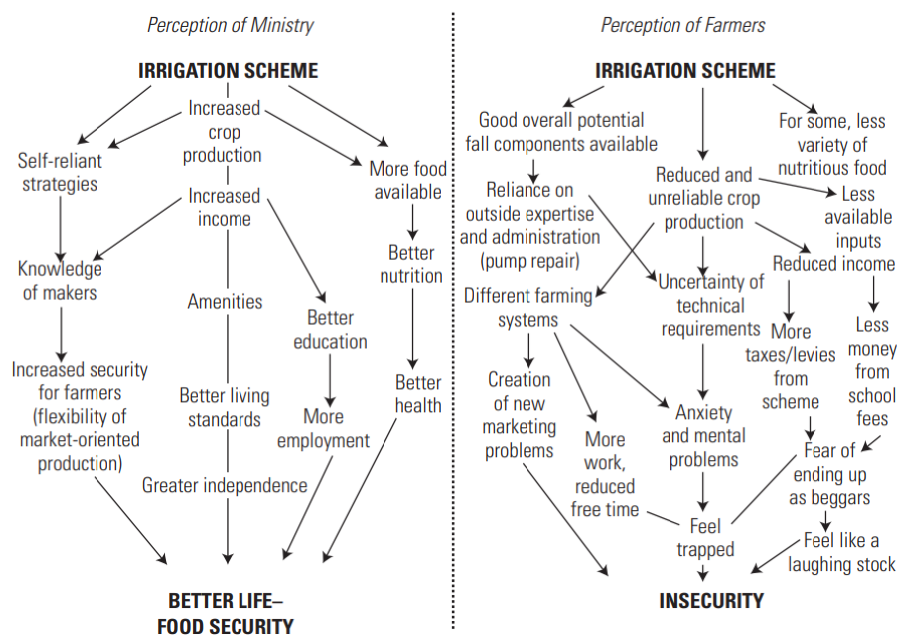 Perception of Ministry
IRRIGATION SCHEME
Increased
crop
production
Self-reliant
strategies
More food
available
Increased
income
Knowledge
of makers
Better
nutrition
Amenities
Better
education
Increased security
for farmers
(flexibility of
market-oriented
production)
Better living
standards
More
employment
Better
health
Greater independence
BETTER LIFE–
FOOD SECURITY
Perception of Farmers
IRRIGATION SCHEME
Good overall potential
fall components available
For some, less
variety of
nutritious food
Reliance on
outside expertise
and administration
(pump repair)
Reduced and
unreliable crop
production
Less
available
inputs
Reduced income
Different farming
systems
Uncertainty of
technical
requirements
More
taxes/levies
from
scheme
Less
money
from
school
fees
Creation
of new
marketing
problems
More
work,
reduced
free time
Anxiety
and mental
problems
Fear of
ending up
as beggars
Feel
trapped
Feel like a
laughing stock
INSECURITY